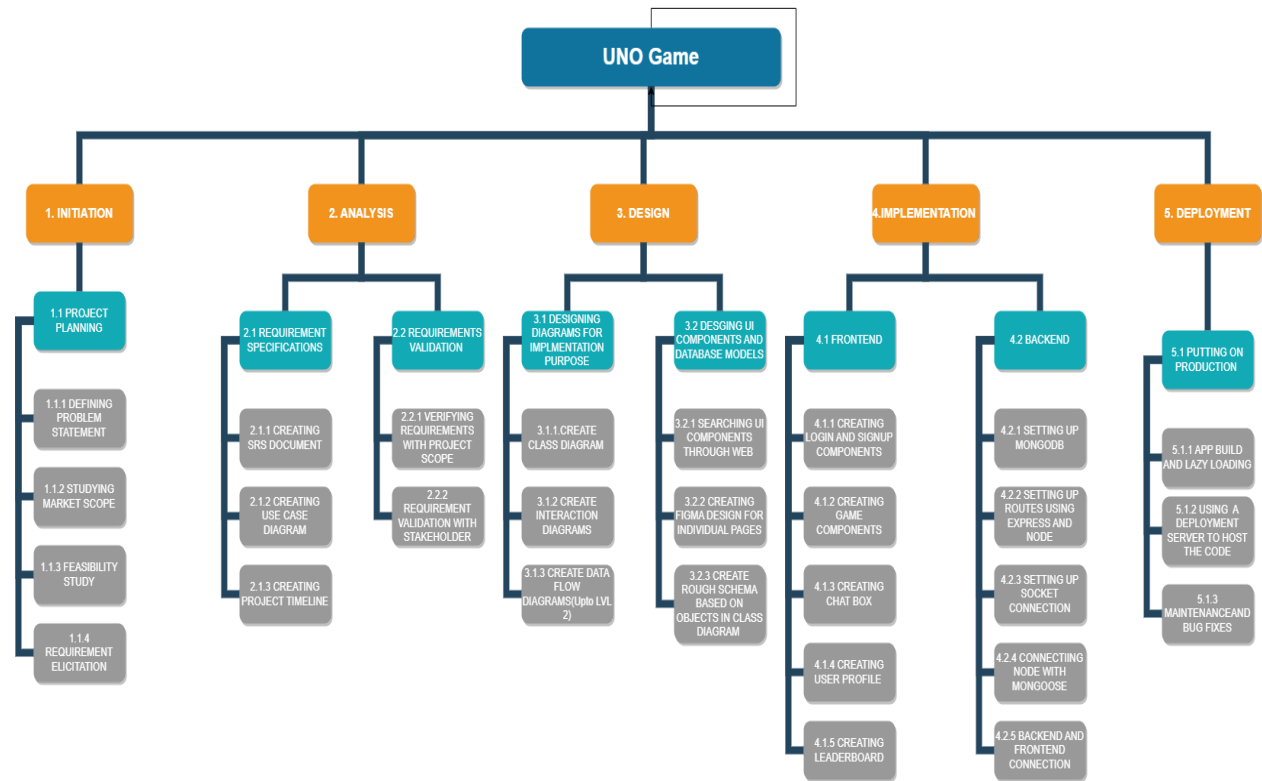 UNO Game
1. INITIATION
2. ANALYSIS
3. DESIGN
4.IMPLEMENTATION
5. DEPLOYMENT
1.1 PROJECT
PLANNING
1.1.1 DEFINING
PROBLEM
STATEMENT
1.1.2 STUDYING
MARKET SCOPE
1.1.3 FEASIBILITY
STUDY
1.1.4
REQUIREMENT
ELICITATION
2.1 REQUIREMENT
SPECIFICATIONS
2.1.1 CREATING
SRS DOCUMENT
2.1.2 CREATING
USE CASE
DIAGRAM
2.1.3 CREATING
PROJECT TIMELINE
2.2 REQUIREMENTS
VALIDATION
2.2.1 VERIFYING
REQUIREMENTS
WITH PROJECT
SCOPE
2.2.2
REQUIREMENT
VALIDATION WITH
STAKEHOLDER
3.1 DESIGNING
DIAGRAMS FOR
IMPLMENTATION
PURPOSE
3.1.1.CREATE
CLASS DIAGRAM
3.1.2 CREATE
INTERACTION
DIAGRAMS
3.1.3 CREATE DATA
FLOW
DIAGRAMS(Upto LVL
2)
3.2 DESGING UI
COMPONENTS AND
DATABASE MODELS
3.2.1 SEARCHING UI
COMPONENTS
THROUGH WEB
3.2.2 CREATING
FIGMA DESIGN FOR
INDIVIDUAL PAGES
3.2.3 CREATE
ROUGH SCHEMA
BASED ON
OBJECTS IN CLASS
DIAGRAM
4.1 FRONTEND
4.1.1 CREATING
LOGIN AND SIGNUP
COMPONENTS
4.1.2 CREATING
GAME
COMPONENTS
4.1.3 CREATING
CHAT BOX
4.1.4 CREATING
USER PROFILE
4.1.5 CREATING
LEADERBOARD
4.2 BACKEND
4.2.1 SETTING UP
MONGODB
4.2.2 SETTING UP
ROUTES USING
EXPRESS AND
NODE
4.2.3 SETTING UP
SOCKET
CONNECTION
4.2.4 CONNECTIING
NODE WITH
MONGOOSE
4.2.5 BACKEND AND
FRONTEND
CONNECTION
5.1 PUTTING ON
PRODUCTION
5.1.1 APP BUILD
AND LAZY LOADING
5.1.2 USING A
DEPLOYMENT
SERVER TO HOST
THE CODE
5.1.3
MAINTENANCEAND
BUG FIXES